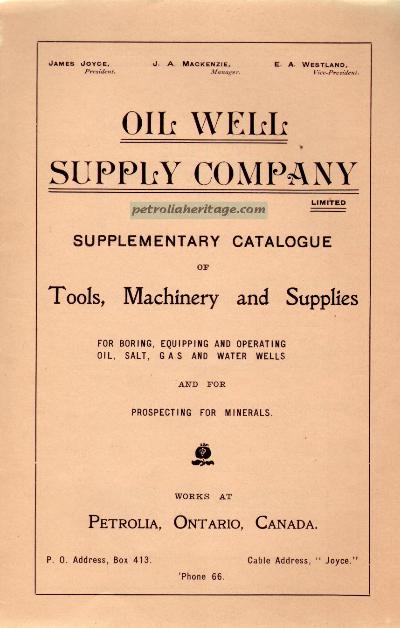 JAMES JOYCE, J. A. MACKENZIE, E. A. WESTLAND,
President. Manager. Vice-President.
OIL WELL
SUPPLY COMPANY
LIMITED
petroliaheritage.com
SUPPLEMENTARY CATALOGUE
OF
Tools, Machinery and Supplies
FOR BORING, EQUIPPING AND OPERATING
OIL, SALT, GAS AND WATER WELLS
AND FOR
PROSPECTING FOR MINERALS.
WORKS AT
PETROLIA, ONTARIO, CANADA.
P. O. Address, Box 413. Cable Address, "Joyce."
'Phone 66.